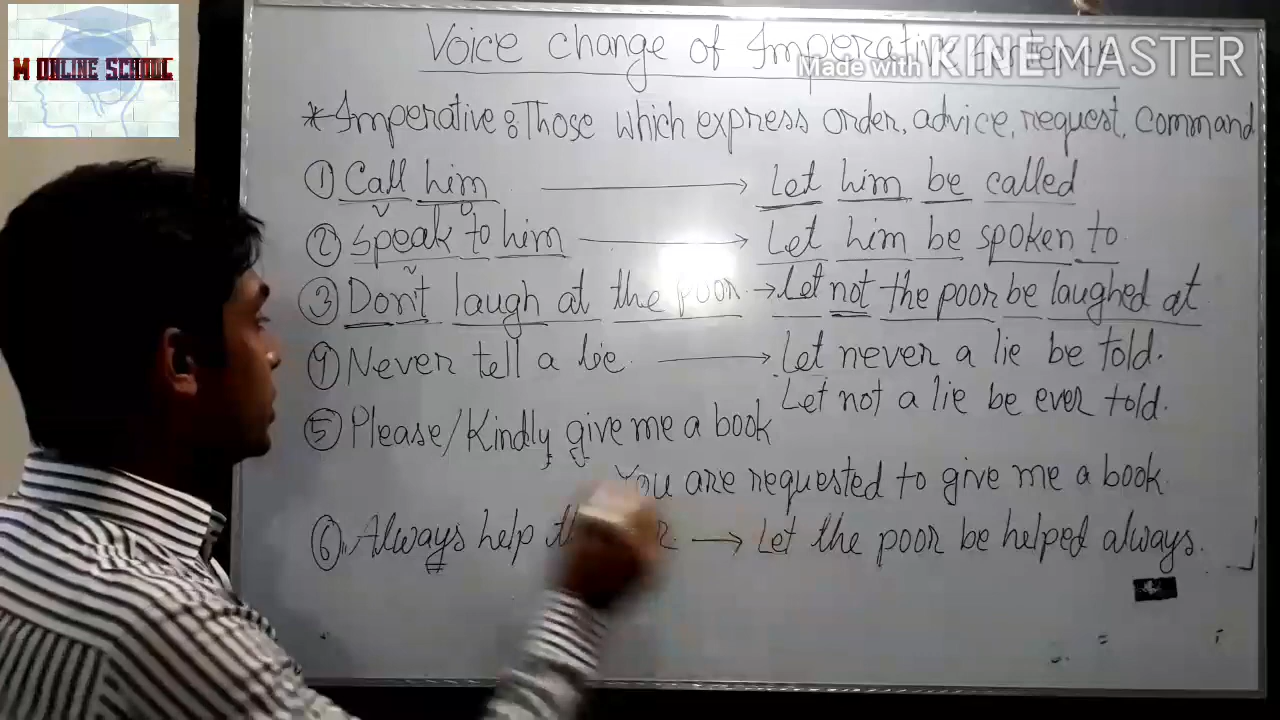 M ONLINE SCHOOL
Voice change of Imperative Sentence
Made with KINEMASTER
*Imperative : Those which express order, advice, request, command
① Call him → Let him be called
② Speak to him → Let him be spoken to
③ Don't laugh at the poor → Let not the poor be laughed at
④ Never tell a lie → Let never a lie be told.
Let not a lie be ever told.
⑤ Please/Kindly give me a book
You are requested to give me a book
⑥ Always help → Let the poor be helped always.